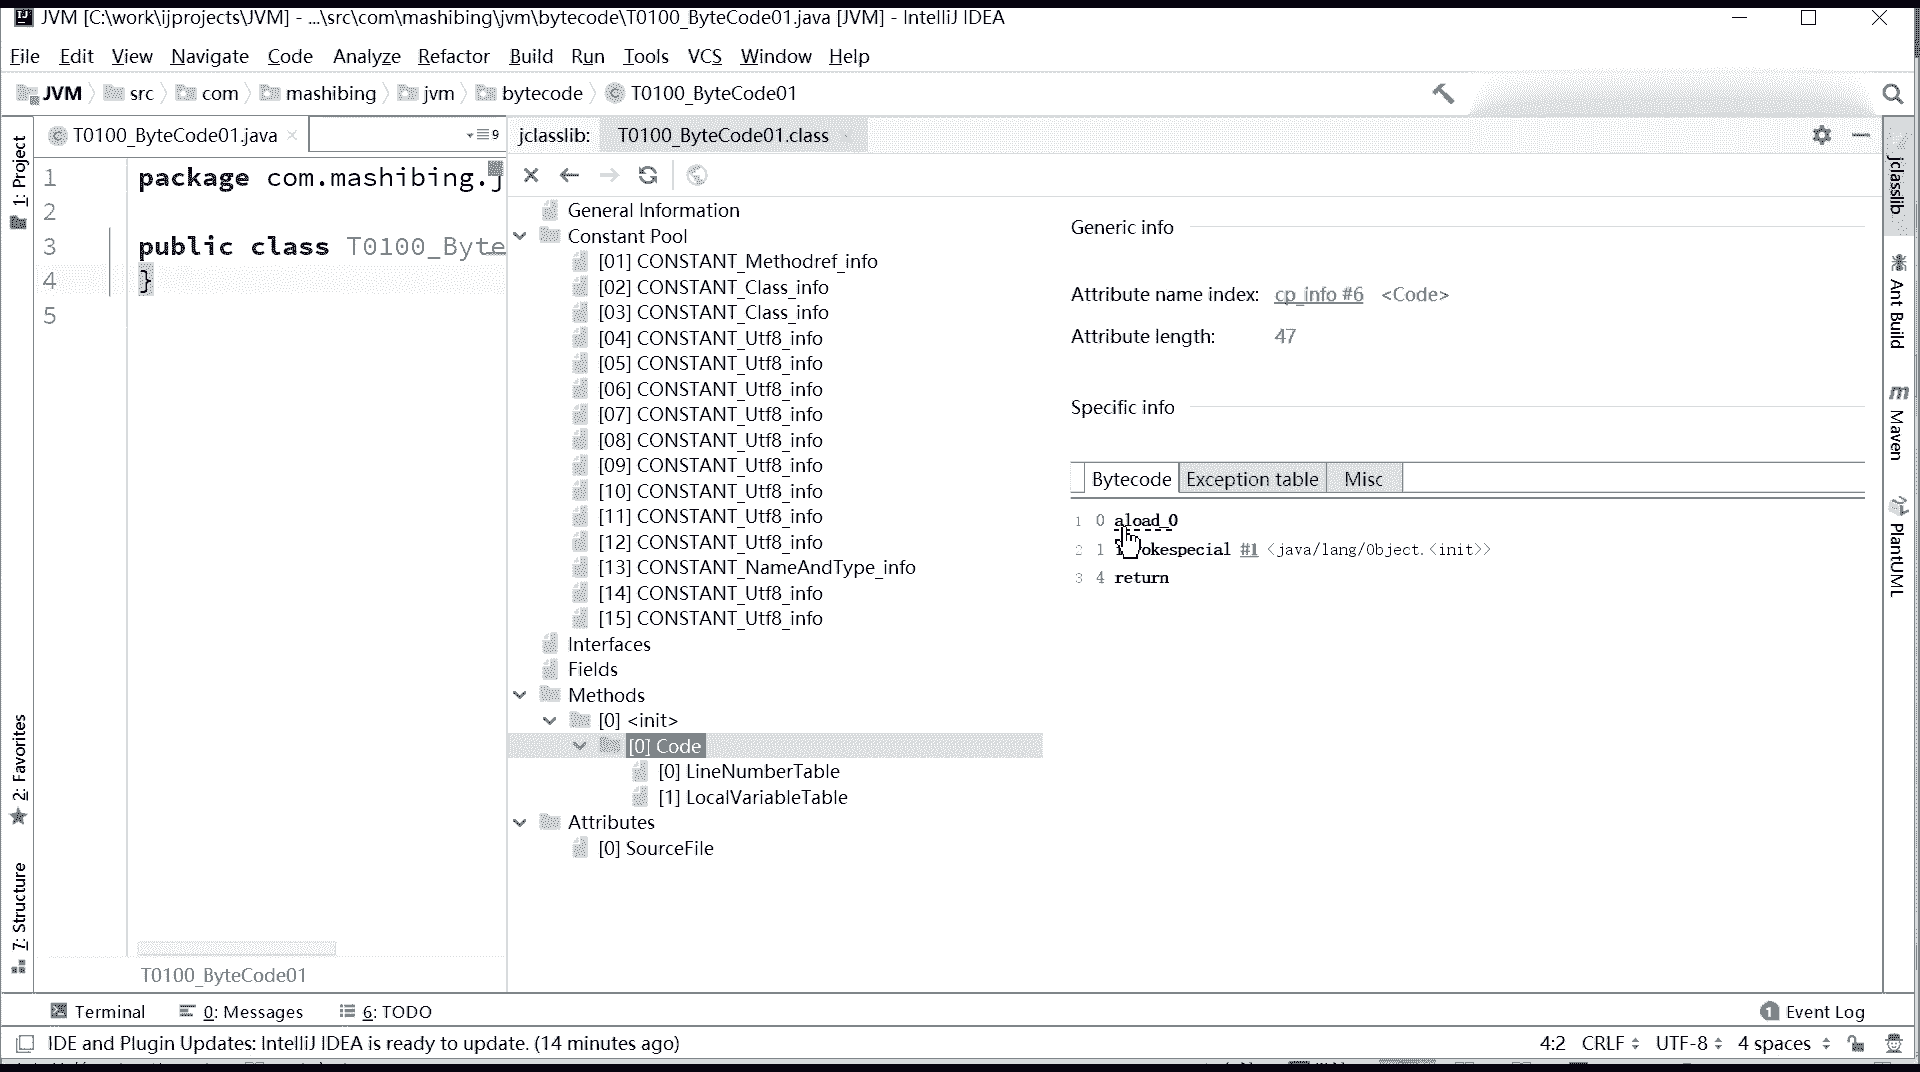 JVM [C:\work\ijprojects\JVM] - ...\src\com\mashibing\jvm\bytecode\T0100_ByteCode01.java [JVM] - IntelliJ IDEA
File Edit View Navigate Code Analyze Refactor Build Run Tools VCS Window Help
JVM src com mashibing jvm bytecode T0100_ByteCode01
T0100_ByteCode01.java
9
jclasslib: T0100_ByteCode01.class
1 package com.mashibing.j
2
3 public class T0100_Byte
4 }
5
T0100_ByteCode01
General Information
Constant Pool
[01] CONSTANT_Methodref_info
[02] CONSTANT_Class_info
[03] CONSTANT_Class_info
[04] CONSTANT_Utf8_info
[05] CONSTANT_Utf8_info
[06] CONSTANT_Utf8_info
[07] CONSTANT_Utf8_info
[08] CONSTANT_Utf8_info
[09] CONSTANT_Utf8_info
[10] CONSTANT_Utf8_info
[11] CONSTANT_Utf8_info
[12] CONSTANT_Utf8_info
[13] CONSTANT_NameAndType_info
[14] CONSTANT_Utf8_info
[15] CONSTANT_Utf8_info
Interfaces
Fields
Methods
[0] <init>
[0] Code
[0] LineNumberTable
[1] LocalVariableTable
Attributes
[0] SourceFile
Generic info
Attribute name index: cp_info #6 <Code>
Attribute length: 47
Specific info
Bytecode Exception table Misc
1 0 aload_0
2 1 okespecial #1 <java/lang/Object.<init>>
3 4 return
1: Project
2: Favorites
7: Structure
jclasslib
Ant Build
Maven
PlantUML
Terminal 0: Messages 6: TODO
1 Event Log
IDE and Plugin Updates: IntelliJ IDEA is ready to update. (14 minutes ago)
4:2 CRLF UTF-8 4 spaces